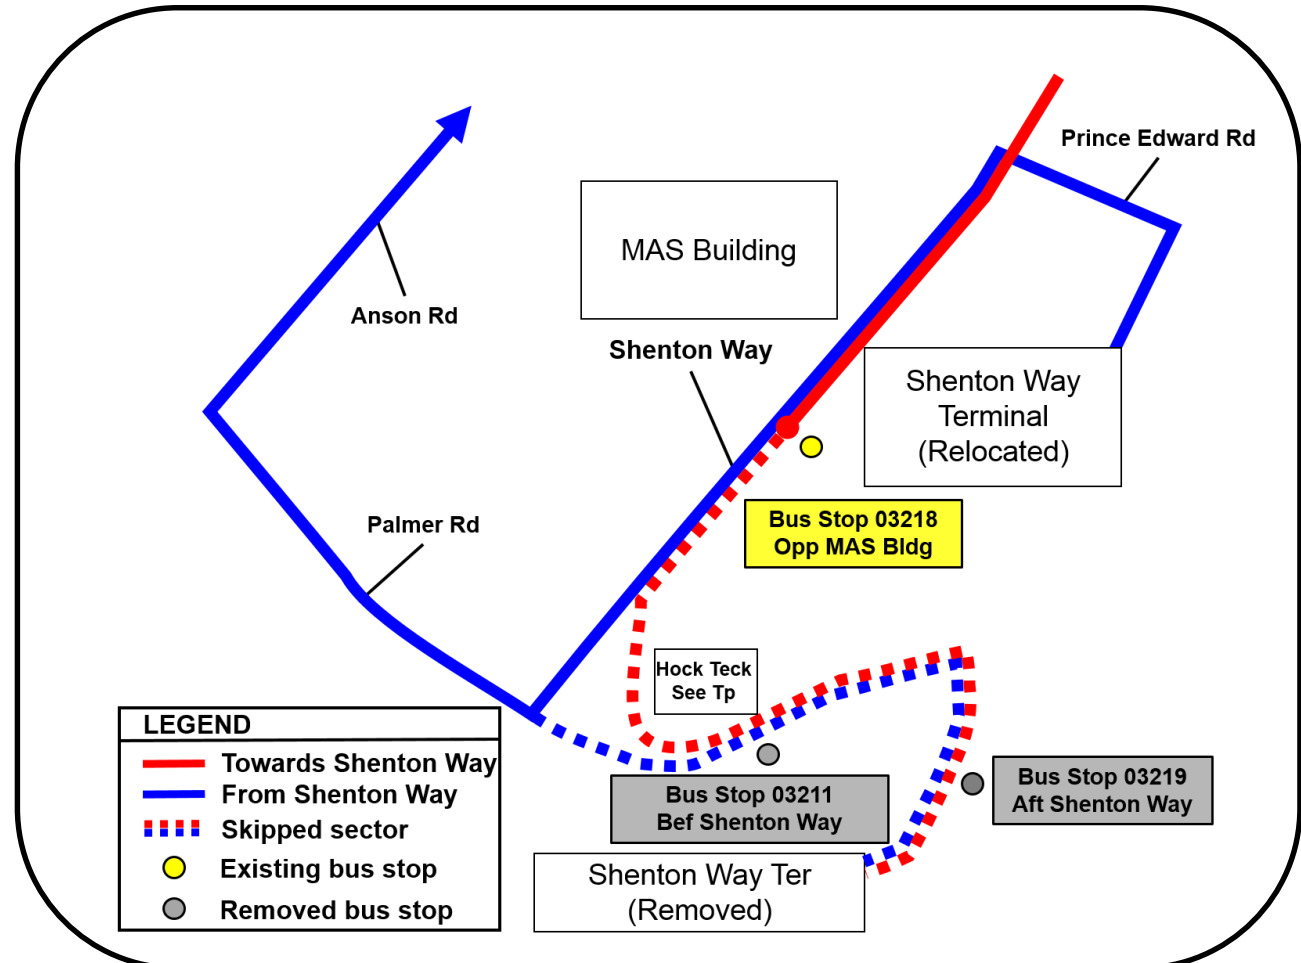 Prince Edward Rd
MAS Building
Anson Rd
Shenton Way
Shenton Way
Terminal
(Relocated)
Palmer Rd
Bus Stop 03218
Opp MAS Bldg
Hock Teck
See Tp
LEGEND
Towards Shenton Way
From Shenton Way
Skipped sector
Existing bus stop
Removed bus stop
Bus Stop 03211
Bef Shenton Way
Bus Stop 03219
Aft Shenton Way
Shenton Way Ter
(Removed)